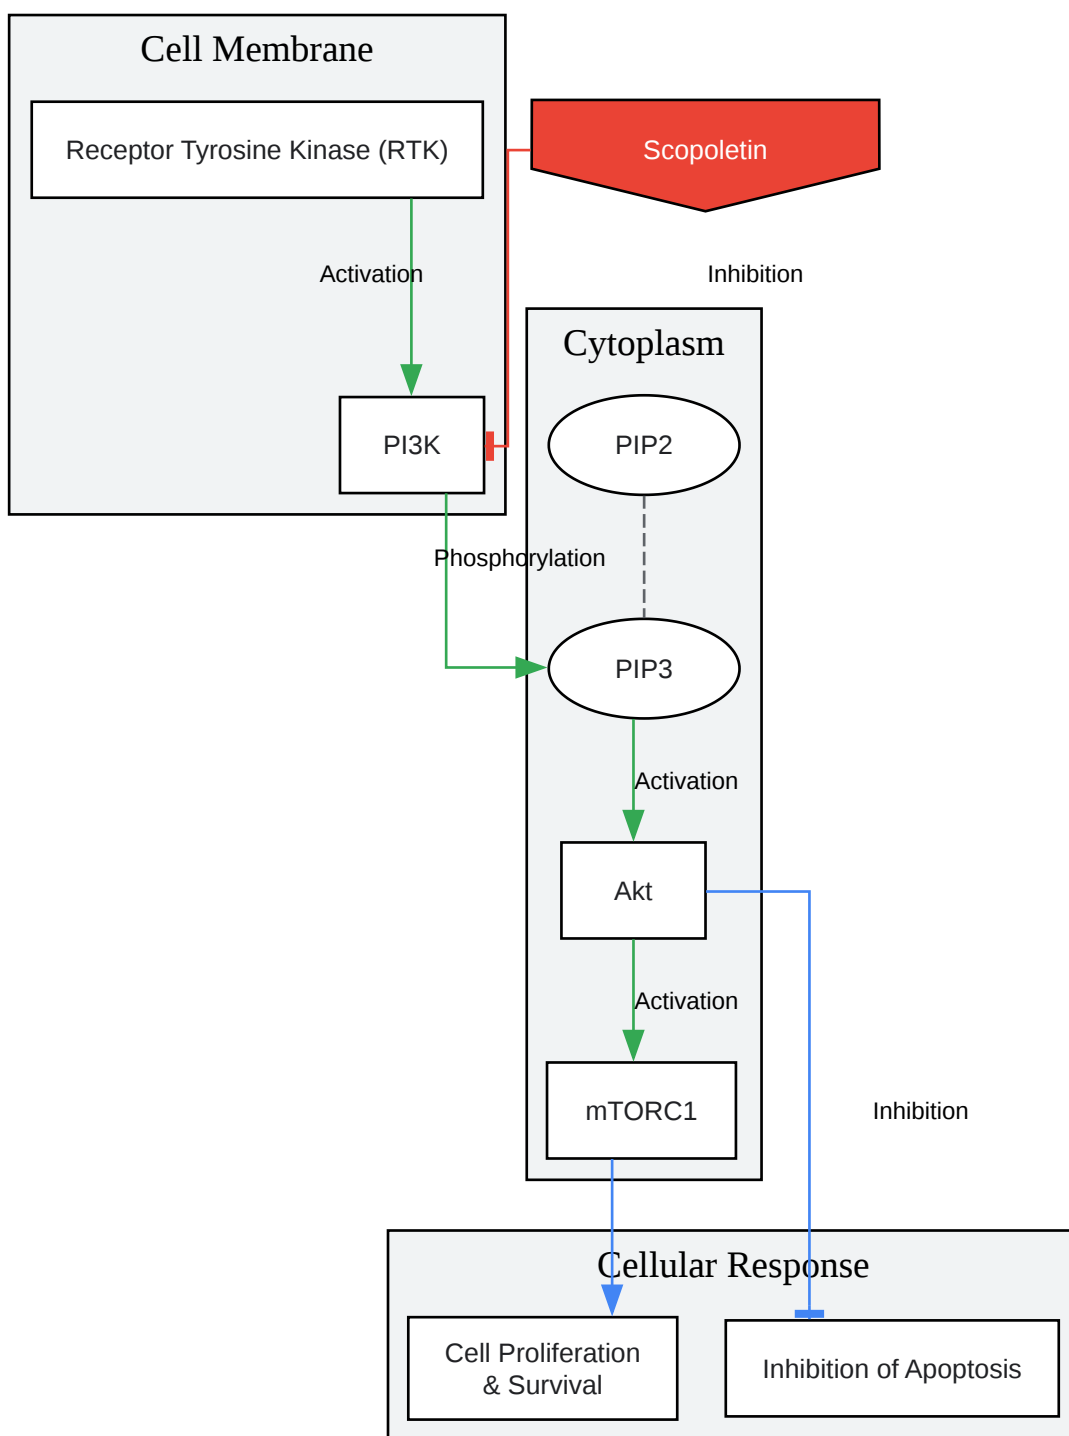 Cell Membrane
Receptor Tyrosine Kinase (RTK)
Scopoletin
Activation
Inhibition
Cytoplasm
PI3K
PIP2
Phosphorylation
PIP3
Activation
Akt
Activation
mTORC1
Inhibition
Cellular Response
Cell Proliferation
& Survival
Inhibition of Apoptosis